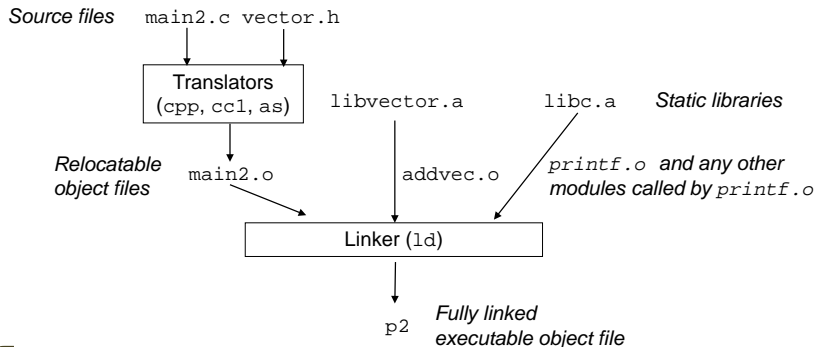 Source files main2.c vector.h
Translators
(cpp, cc1, as)
libvector.a libc.a Static libraries
Relocatable
object files
main2.o
addvec.o
printf.o and any other
modules called by printf.o
Linker (ld)
p2
Fully linked
executable object file